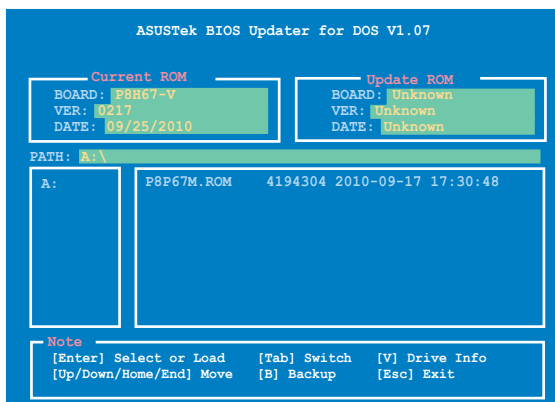 ASUSTek BIOS Updater for DOS V1.07
Current ROM
BOARD: P8H67-V
VER: 0217
DATE: 09/25/2010
Update ROM
BOARD: Unknown
VER: Unknown
DATE: Unknown
PATH: A:\
A:
P8P67M.ROM 4194304 2010-09-17 17:30:48
Note
[Enter] Select or Load [Tab] Switch [V] Drive Info
[Up/Down/Home/End] Move [B] Backup [Esc] Exit